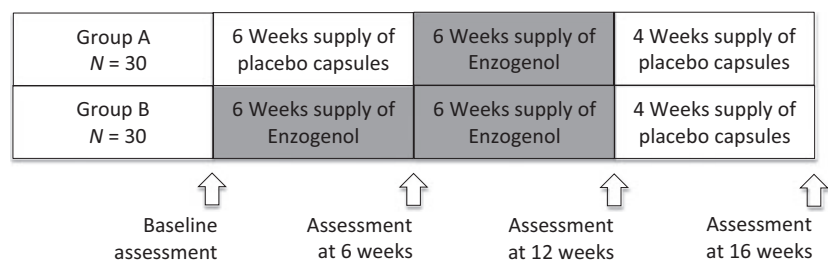 Group A
N = 30
6 Weeks supply of
placebo capsules
6 Weeks supply of
Enzogenol
4 Weeks supply of
placebo capsules
Group B
N = 30
6 Weeks supply of
Enzogenol
6 Weeks supply of
Enzogenol
4 Weeks supply of
placebo capsules
Baseline
assessment
Assessment
at 6 weeks
Assessment
at 12 weeks
Assessment
at 16 weeks